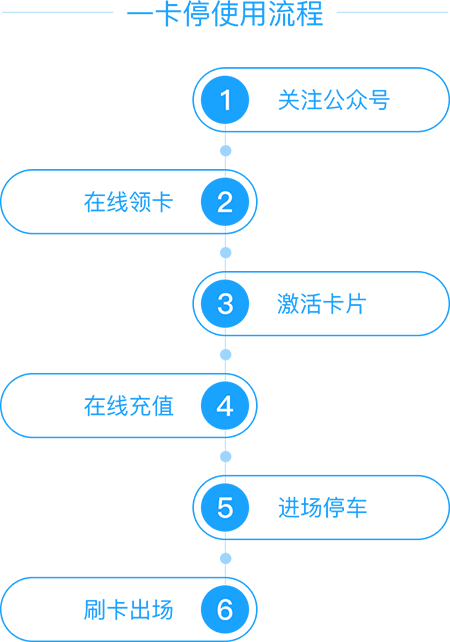 一卡停使用流程
1 关注公众号
在线领卡 2
3 激活卡片
在线充值 4
5 进场停车
刷卡出场 6